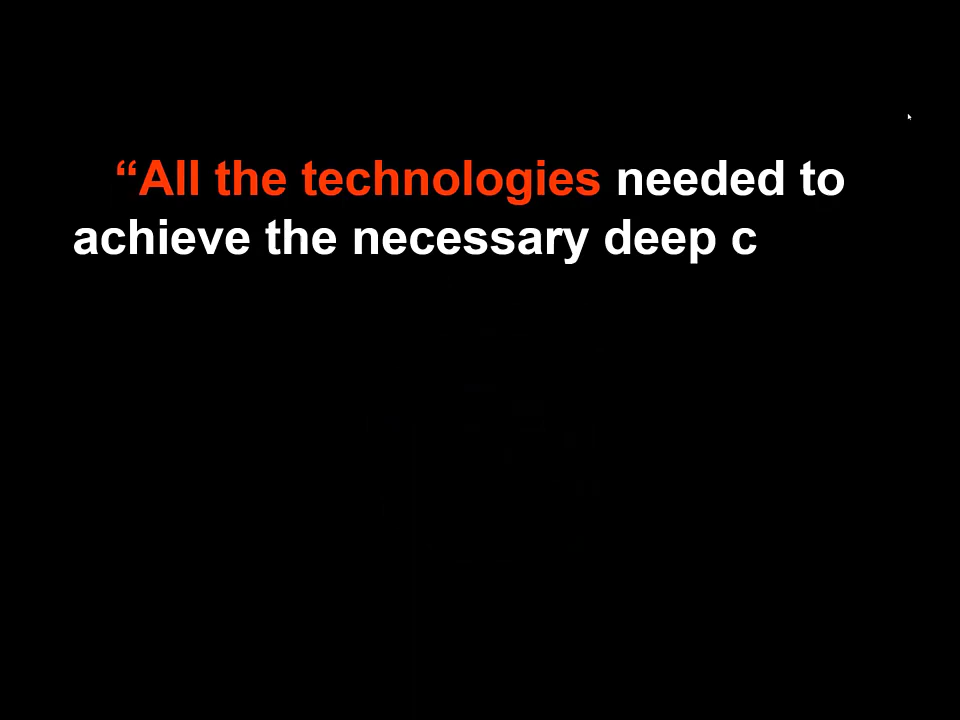 “All the technologies needed to
achieve the necessary deep c